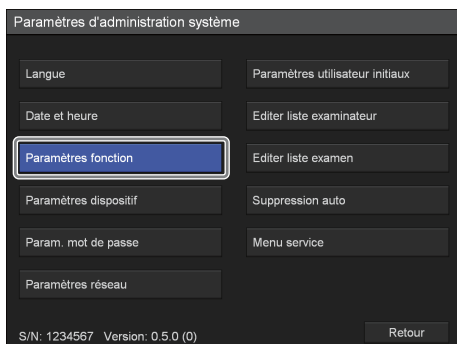 Paramètres d'administration système
Langue
Paramètres utilisateur initiaux
Date et heure
Editer liste examinateur
Paramètres fonction
Editer liste examen
Paramètres dispositif
Suppression auto
Param. mot de passe
Menu service
Paramètres réseau
S/N: 1234567 Version: 0.5.0 (0)
Retour